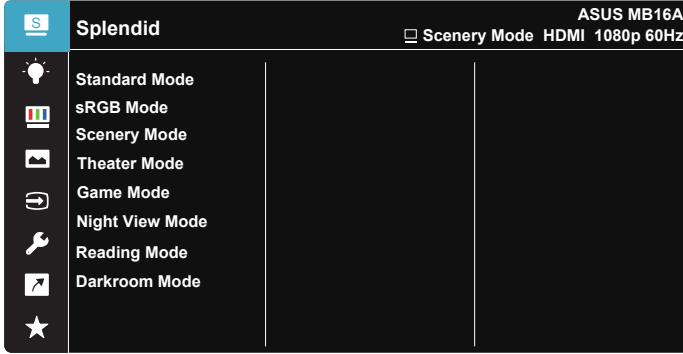 S
Splendid
ASUS MB16A
Scenery Mode HDMI 1080p 60Hz
Standard Mode
sRGB Mode
Scenery Mode
Theater Mode
Game Mode
Night View Mode
Reading Mode
Darkroom Mode